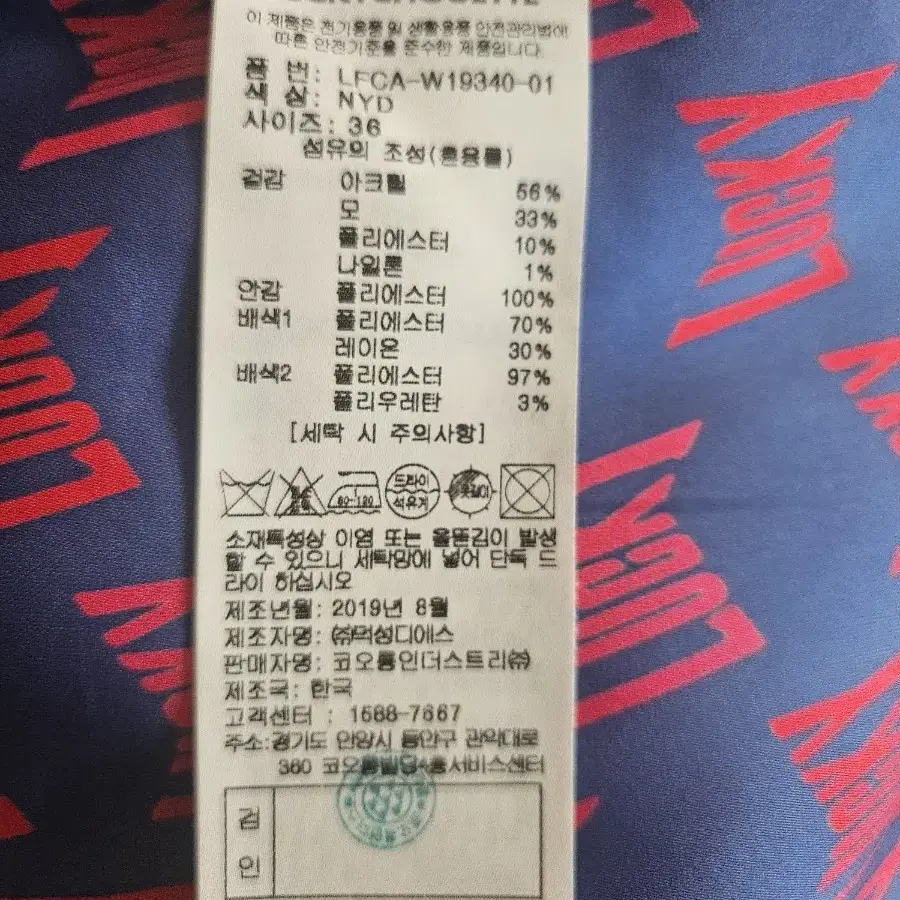 이 제품은 전기용품 및 생활용품 안전관리법에
따른 안전기준을 준수한 제품입니다.
품 번: LFCA-W19340-01
색 상: NYD
사이즈: 36
섬유의 조성(혼용률)
겉감 아크릴 56%
모 33%
폴리에스터 10%
나일론 1%
안감 폴리에스터 100%
배색1 폴리에스터 70%
레이온 30%
배색2 폴리에스터 97%
폴리우레탄 3%
[세탁 시 주의사항]
80-120 드라이
석유계
소재특성상 이염 또는 올뜯김이 발생
할 수 있으니 세탁망에 넣어 단독 드
라이 하십시오
제조년월: 2019년 8월
제조자명: ㈜덕성디에스
판매자명: 코오롱인더스트리㈜
제조국: 한국
고객센터 : 1588-7667
주소:경기도 안양시 동안구 관악대로
360 코오롱빌딩 서비스센터
검
인
LUCKY
LUCKY
LUCKY